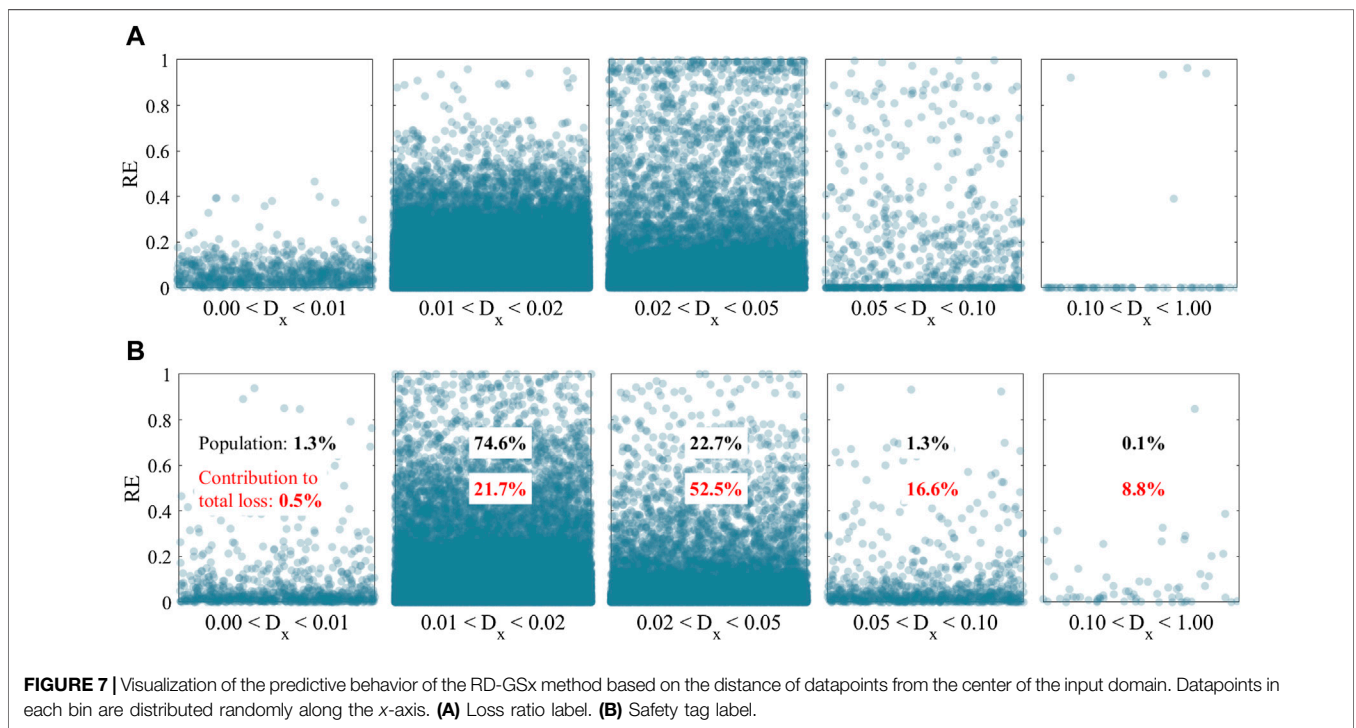 A
RE
1
0.8
0.6
0.4
0.2
0
0.00 < Dx < 0.01 0.01 < Dx < 0.02 0.02 < Dx < 0.05 0.05 < Dx < 0.10 0.10 < Dx < 1.00
B
RE
1
0.8
0.6
0.4
0.2
0
Population: 1.3% 74.6% 22.7% 1.3% 0.1%
Contribution to
total loss: 0.5% 21.7% 52.5% 16.6% 8.8%
0.00 < Dx < 0.01 0.01 < Dx < 0.02 0.02 < Dx < 0.05 0.05 < Dx < 0.10 0.10 < Dx < 1.00
FIGURE 7 | Visualization of the predictive behavior of the RD-GSx method based on the distance of datapoints from the center of the input domain. Datapoints in
each bin are distributed randomly along the x-axis. (A) Loss ratio label. (B) Safety tag label.